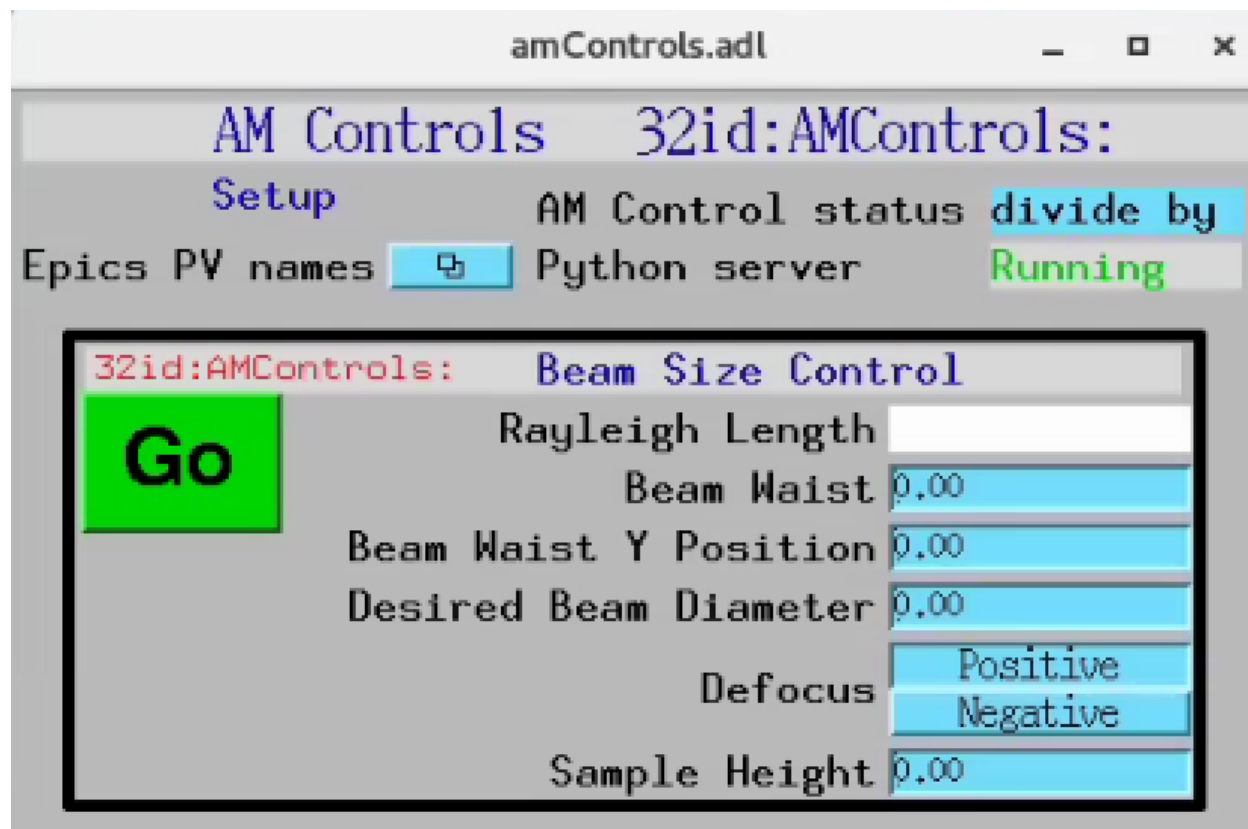 amControls.adl
AM Controls 32id:AMControls:
Setup
AM Control status divide by
Epics PV names
Python server Running
32id:AMControls: Beam Size Control
Go
Rayleigh Length
Beam Waist 0.00
Beam Waist Y Position 0.00
Desired Beam Diameter 0.00
Defocus
Positive
Negative
Sample Height 0.00